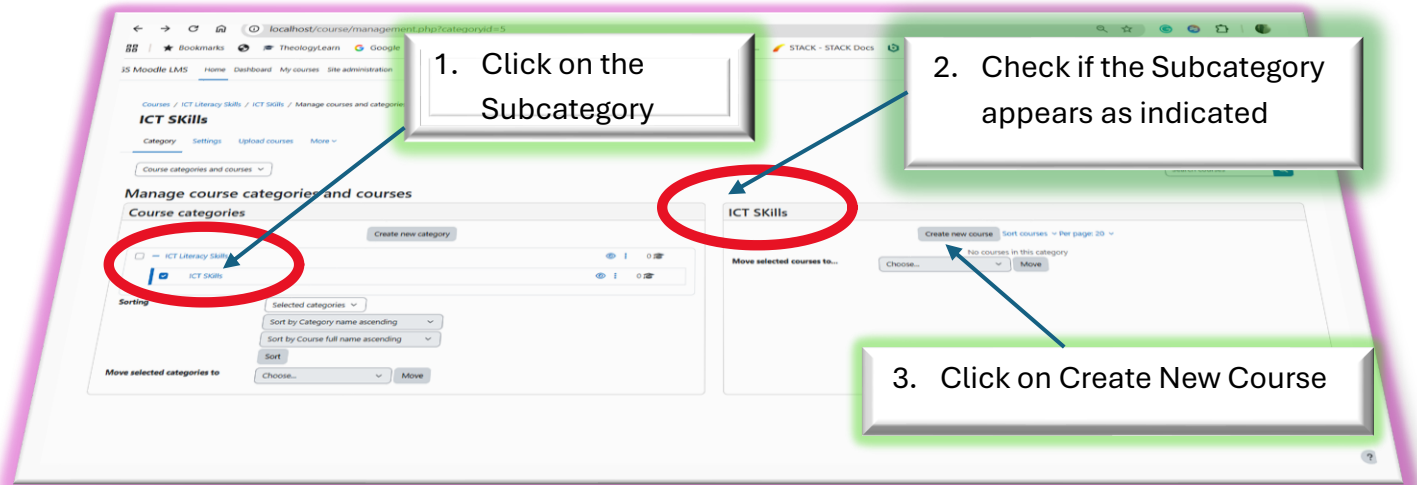 localhost/course/management.php?categoryid=5
Bookmarks TheologyLearn Google STACK - STACK Docs
SS Moodle LMS Home Dashboard My courses Site administration
1. Click on the
Subcategory
2. Check if the Subcategory
appears as indicated
Courses / ICT Literacy Skills / ICT SKills / Manage courses and categories
ICT SKills
Category Settings Upload courses More
Course categories and courses
Manage course categories and courses
Course categories
Create new category
ICT Literacy Skills 0
ICT SKills 0
Sorting
Selected categories
Sort by Category name ascending
Sort by Course full name ascending
Sort
Move selected categories to Choose... Move
ICT SKills
Create new course Sort courses Per page: 20
No courses in this category
Move selected courses to... Choose... Move
3. Click on Create New Course
?